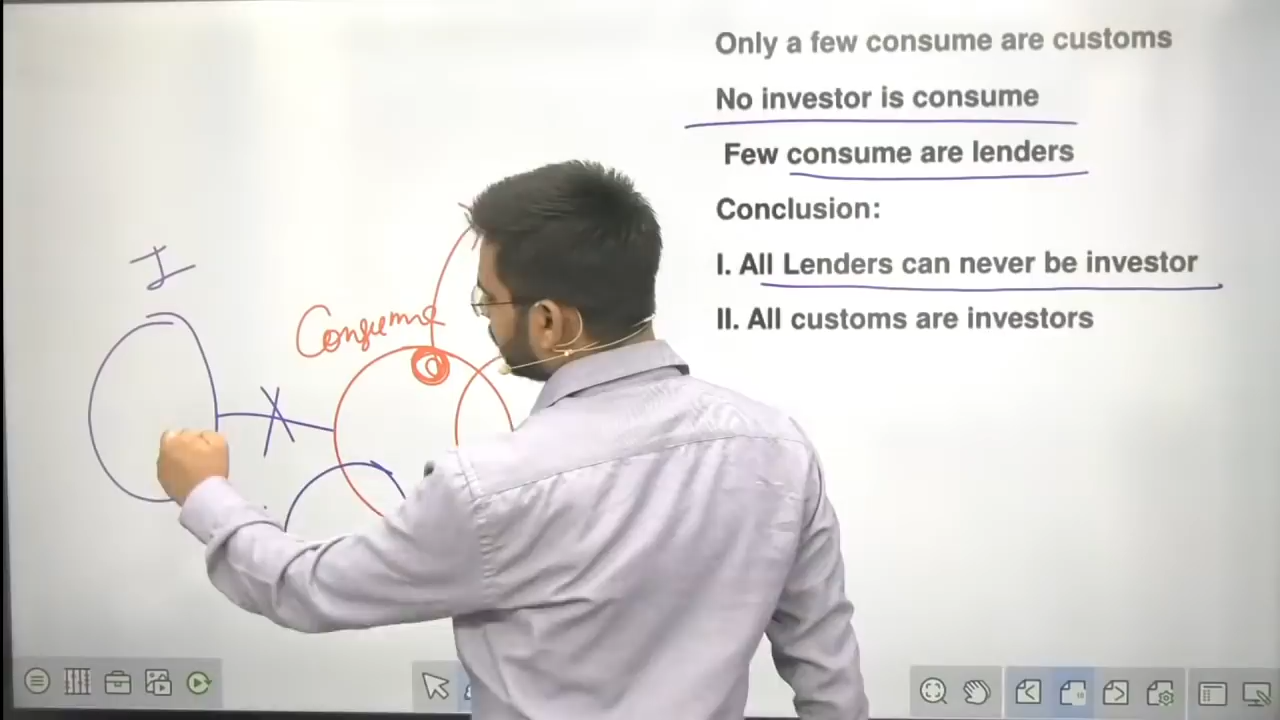 Only a few consume are customs
No investor is consume
Few consume are lenders
Conclusion:
I. All Lenders can never be investor
II. All customs are investors
I
Consume